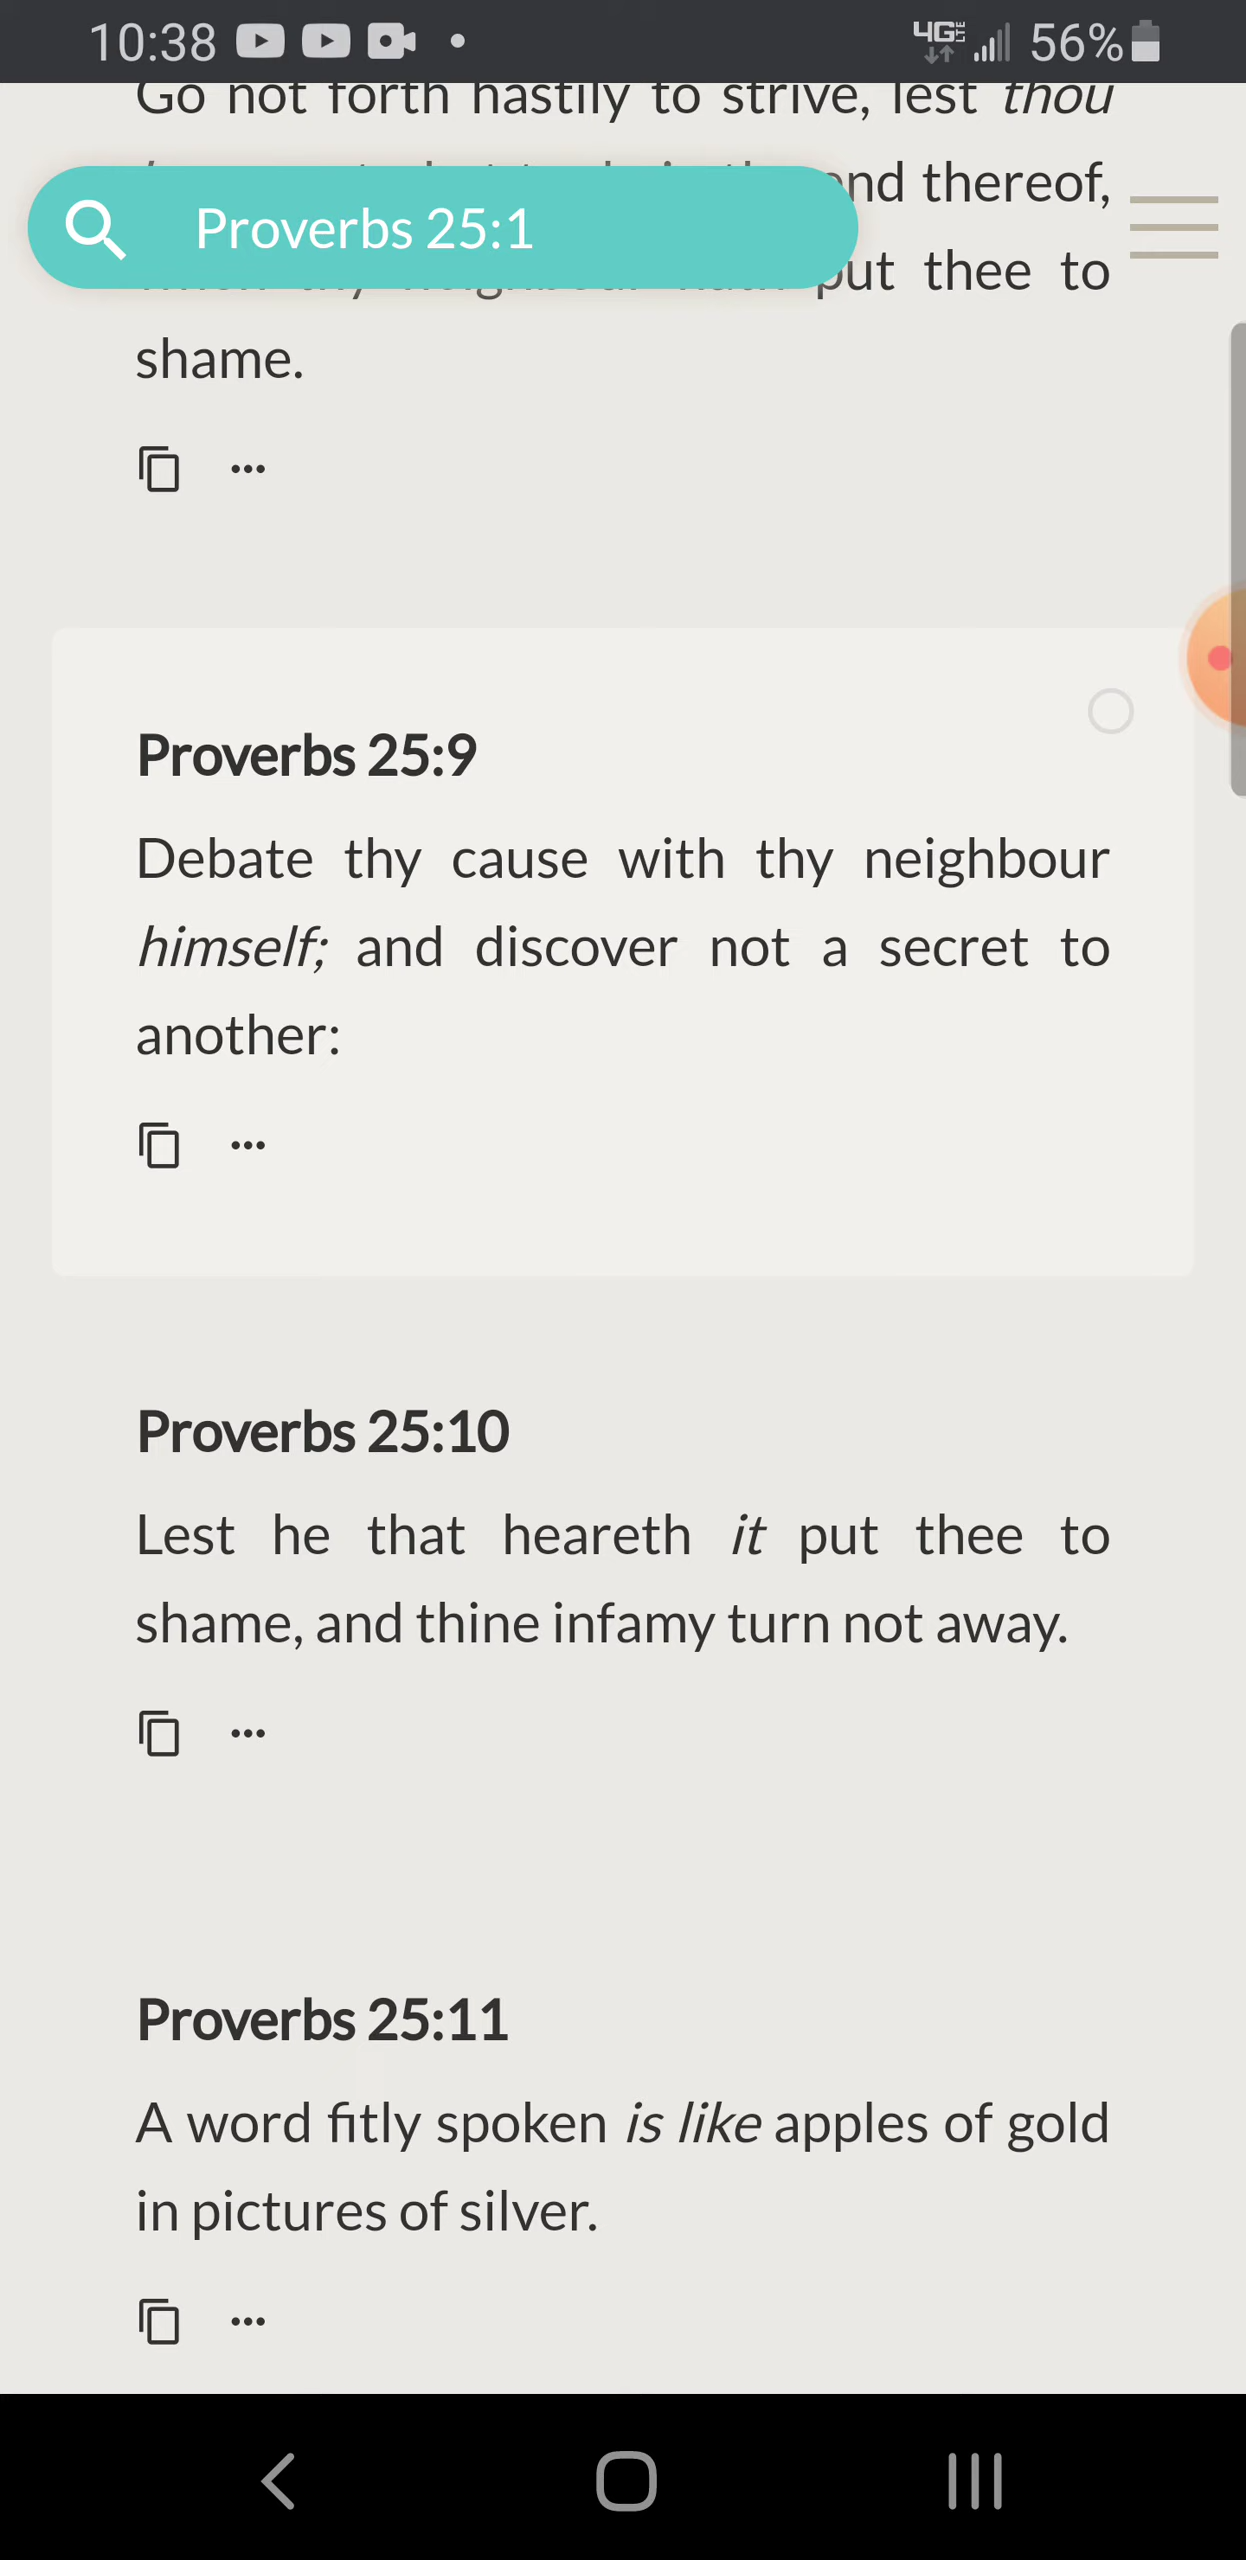 10:38 4G LTE 56%
Go not forth hastily to strive, lest thou
end thereof,
Proverbs 25:1
put thee to
shame.
Proverbs 25:9
Debate thy cause with thy neighbour
himself; and discover not a secret to
another:
Proverbs 25:10
Lest he that heareth it put thee to
shame, and thine infamy turn not away.
Proverbs 25:11
A word fitly spoken is like apples of gold
in pictures of silver.